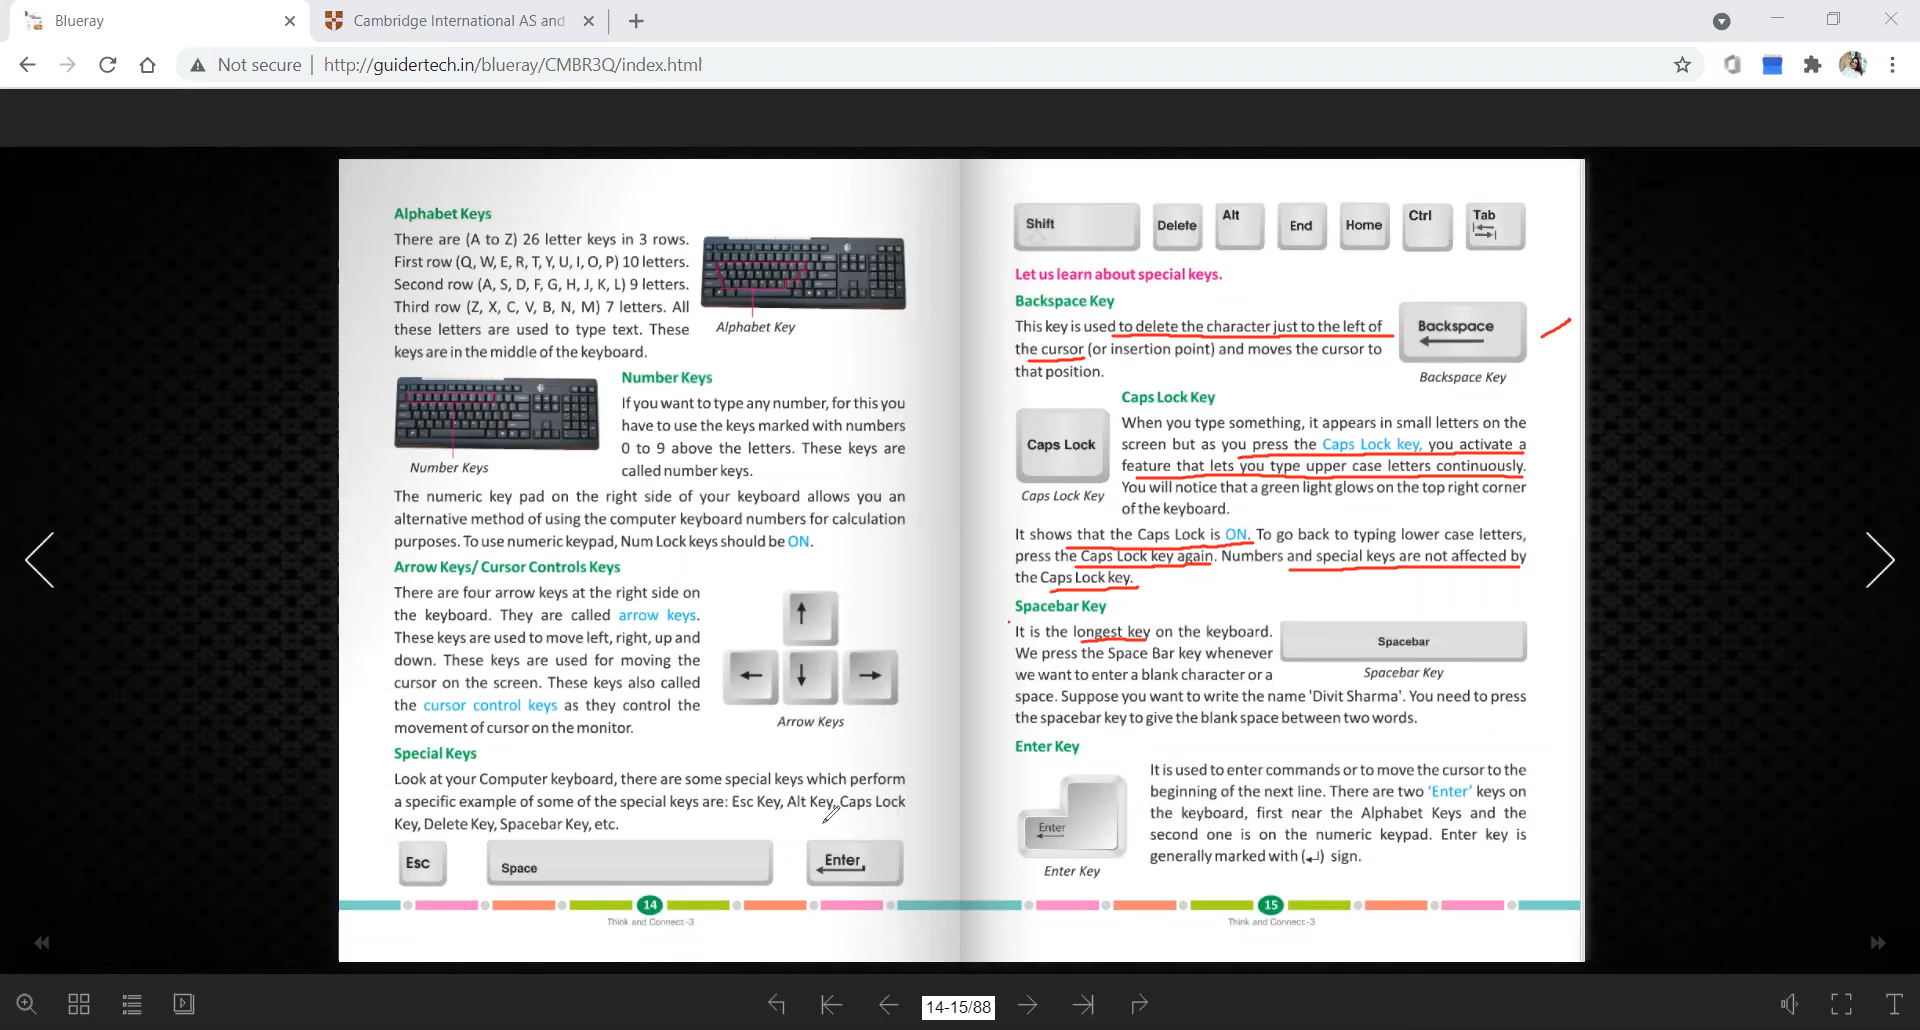 Blueray
Cambridge International AS and
Not secure
http://guidertech.in/blueray/CMBR3Q/index.html
Alphabet Keys
There are (A to Z) 26 letter keys in 3 rows.
First row (Q, W, E, R, T, Y, U, I, O, P) 10 letters.
Second row (A, S, D, F, G, H, J, K, L) 9 letters.
Third row (Z, X, C, V, B, N, M) 7 letters. All
these letters are used to type text. These
keys are in the middle of the keyboard.
Alphabet Key
Number Keys
If you want to type any number, for this you
have to use the keys marked with numbers
0 to 9 above the letters. These keys are
called number keys.
Number Keys
The numeric key pad on the right side of your keyboard allows you an
alternative method of using the computer keyboard numbers for calculation
purposes. To use numeric keypad, Num Lock keys should be ON.
Arrow Keys/ Cursor Controls Keys
There are four arrow keys at the right side on
the keyboard. They are called arrow keys.
These keys are used to move left, right, up and
down. These keys are used for moving the
cursor on the screen. These keys also called
the cursor control keys as they control the
movement of cursor on the monitor.
Arrow Keys
Special Keys
Look at your Computer keyboard, there are some special keys which perform
a specific example of some of the special keys are: Esc Key, Alt Key, Caps Lock
Key, Delete Key, Spacebar Key, etc.
Esc
Space
Enter
14
Think and Connect-3
Shift
Delete
Alt
End
Home
Ctrl
Tab
Let us learn about special keys.
Backspace Key
This key is used to delete the character just to the left of
the cursor (or insertion point) and moves the cursor to
that position.
Backspace
Backspace Key
Caps Lock Key
When you type something, it appears in small letters on the
screen but as you press the Caps Lock key, you activate a
feature that lets you type upper case letters continuously.
You will notice that a green light glows on the top right corner
of the keyboard.
Caps Lock
Caps Lock Key
It shows that the Caps Lock is ON. To go back to typing lower case letters,
press the Caps Lock key again. Numbers and special keys are not affected by
the Caps Lock key.
Spacebar Key
It is the longest key on the keyboard.
We press the Space Bar key whenever
we want to enter a blank character or a
space. Suppose you want to write the name 'Divit Sharma'. You need to press
the spacebar key to give the blank space between two words.
Spacebar
Spacebar Key
Enter Key
It is used to enter commands or to move the cursor to the
beginning of the next line. There are two 'Enter' keys on
the keyboard, first near the Alphabet Keys and the
second one is on the numeric keypad. Enter key is
generally marked with (↵) sign.
Enter
Enter Key
15
Think and Connect-3
14-15/88